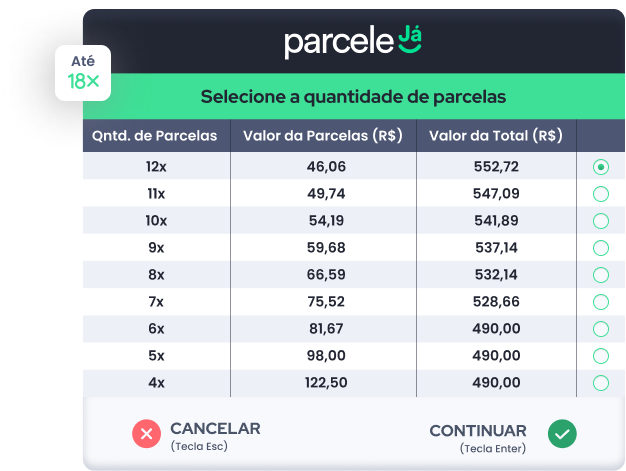 parcele Já
Até
18×
Selecione a quantidade de parcelas
Qntd. de Parcelas Valor da Parcelas (R$) Valor da Total (R$)
12x 46,06 552,72
11x 49,74 547,09
10x 54,19 541,89
9x 59,68 537,14
8x 66,59 532,14
7x 75,52 528,66
6x 81,67 490,00
5x 98,00 490,00
4x 122,50 490,00
CANCELAR CONTINUAR
(Tecla Esc) (Tecla Enter)